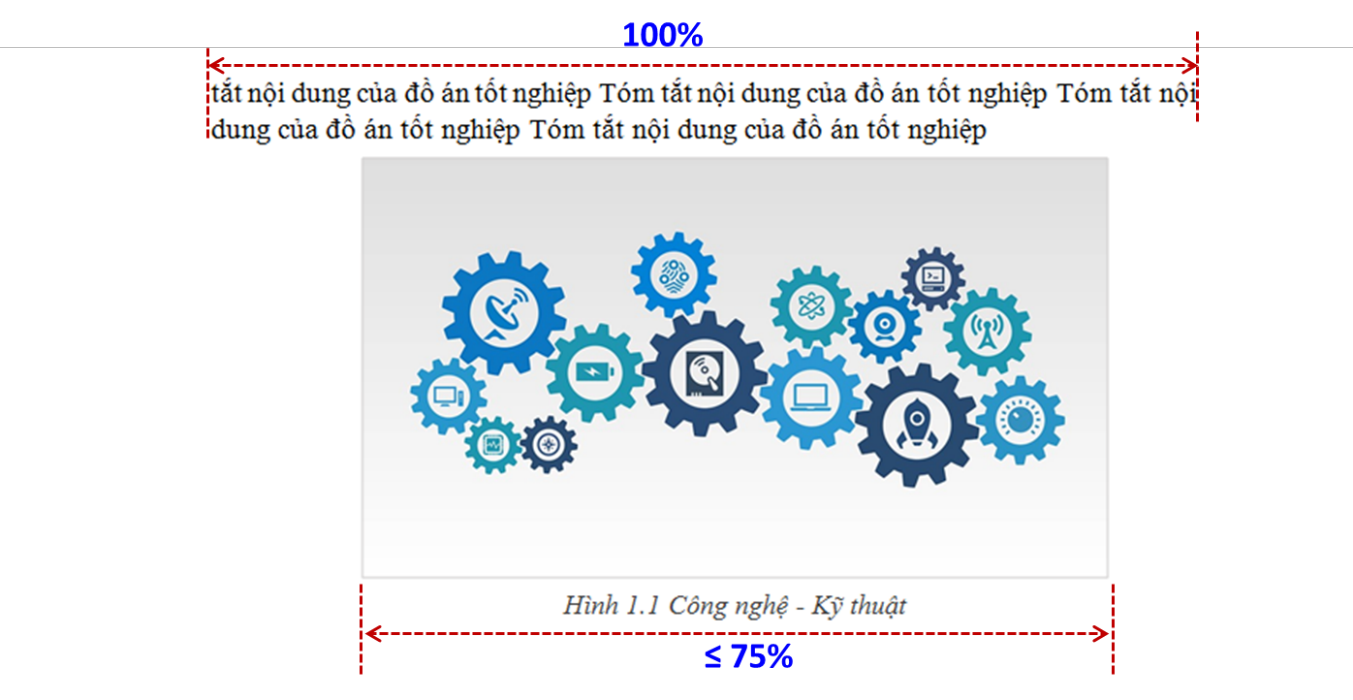 100%
tắt nội dung của đồ án tốt nghiệp Tóm tắt nội dung của đồ án tốt nghiệp Tóm tắt nội
dung của đồ án tốt nghiệp Tóm tắt nội dung của đồ án tốt nghiệp
Hình 1.1 Công nghệ - Kỹ thuật
≤ 75%